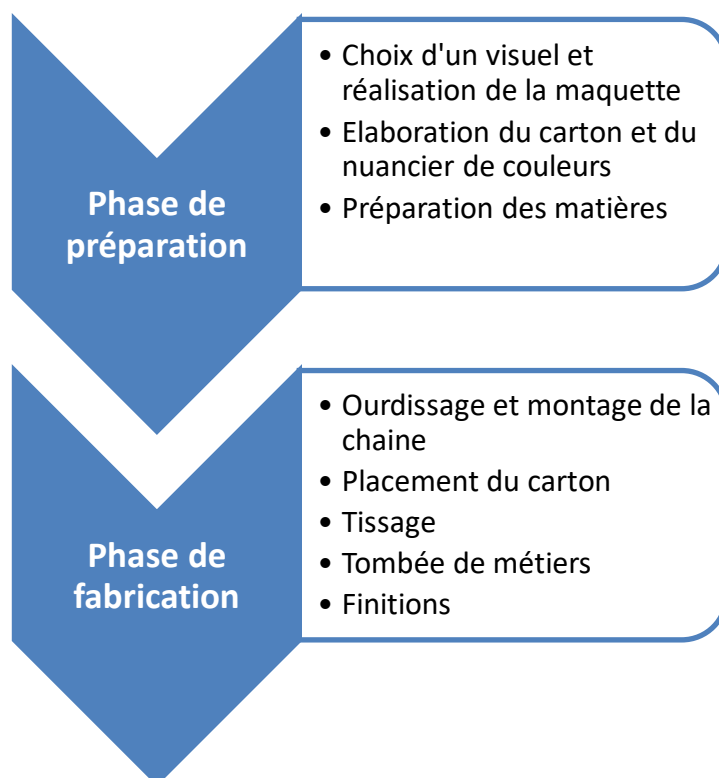 Phase de
préparation
• Choix d'un visuel et
réalisation de la maquette
• Elaboration du carton et du
nuancier de couleurs
• Préparation des matières
Phase de
fabrication
• Ourdissage et montage de la
chaine
• Placement du carton
• Tissage
• Tombée de métiers
• Finitions